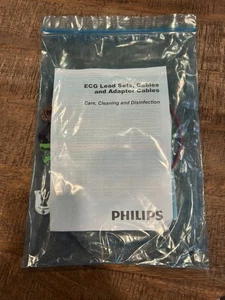 ECG Lead Sets, Cables
and Adapter Cables
Care, Cleaning and Disinfection
PHILIPS